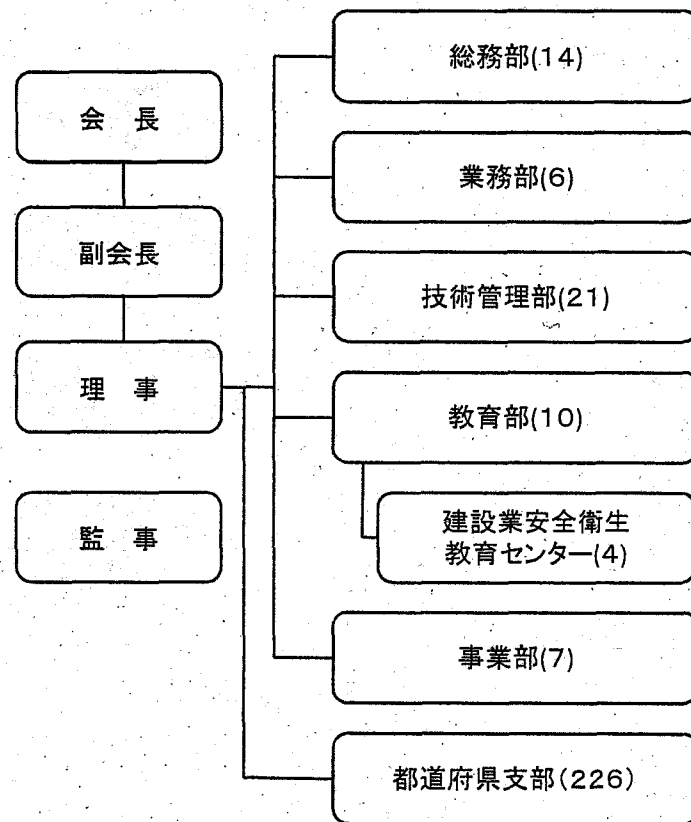 会 長
副会長
理 事
監 事
総務部(14)
業務部(6)
技術管理部(21)
教育部(10)
建設業安全衛生
教育センター(4)
事業部(7)
都道府県支部(226)